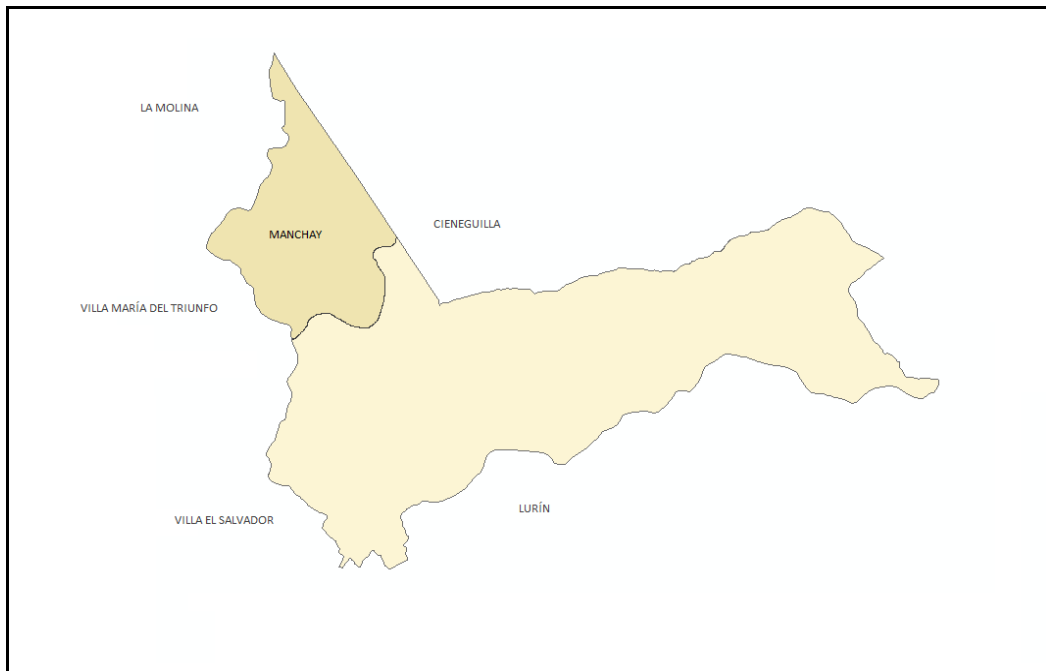 LA MOLINA
CIENEGUILLA
MANCHAY
VILLA MARÍA DEL TRIUNFO
LURÍN
VILLA EL SALVADOR